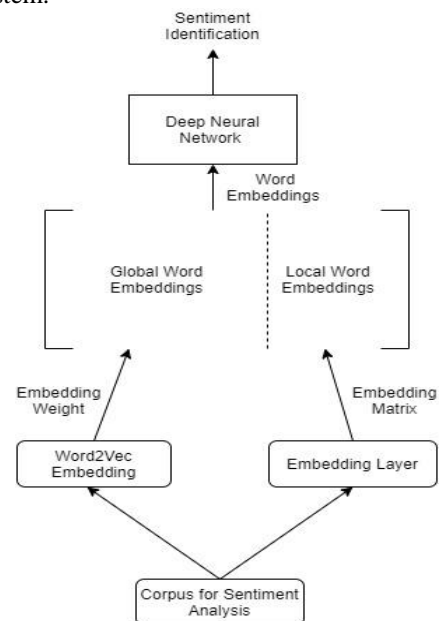 stem.
Sentiment
Identification
Deep Neural
Network
Word
Embeddings
Global Word
Embeddings
Local Word
Embeddings
Embedding
Weight
Embedding
Matrix
Word2Vec
Embedding
Embedding Layer
Corpus for Sentiment
Analysis